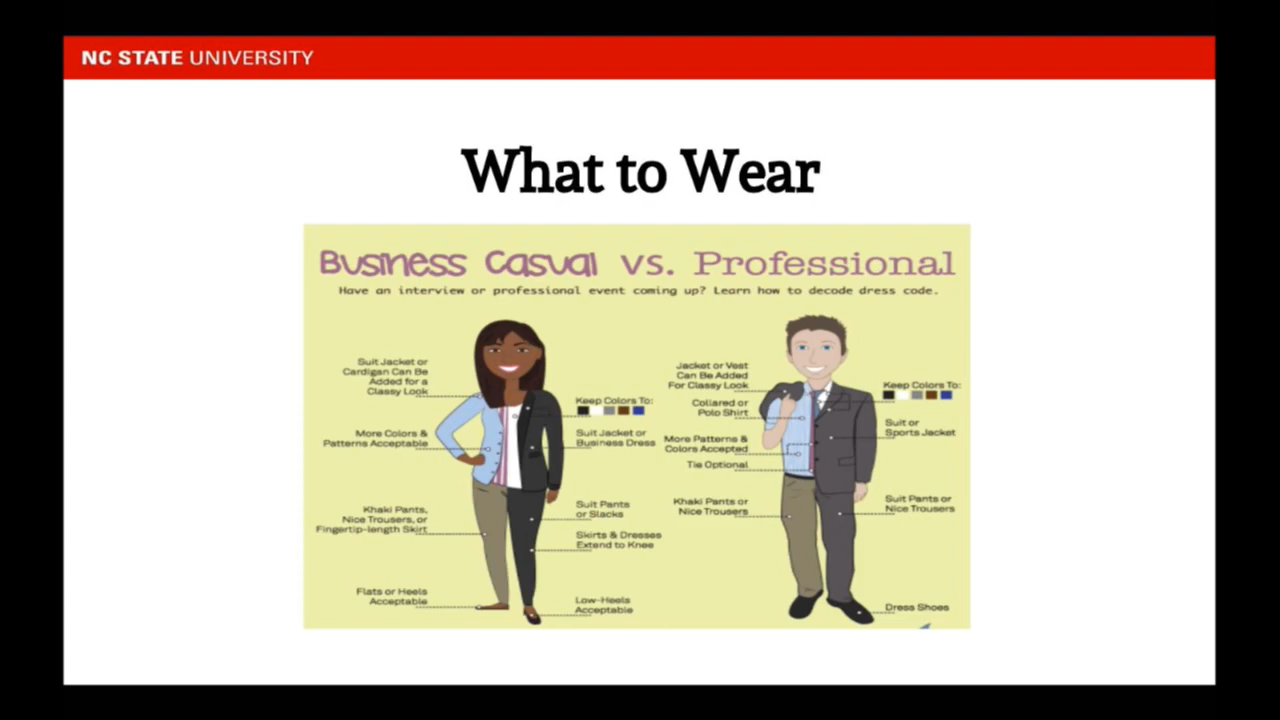 NC STATE UNIVERSITY
What to Wear
Business Casual vs. Professional
Have an interview or professional event coming up? Learn how to decode dress code.
Suit Jacket or
Cardigan Can Be
Added for a
Classy Look
More Colors &
Patterns Acceptable
Khaki Pants,
Nice Trousers, or
Fingertip-length Skirt
Flats or Heels
Acceptable
Keep Colors To:
Suit Jacket or
Business Dress
Suit Pants
or Slacks
Skirts & Dresses
Extend to Knee
Low-Heels
Acceptable
Jacket or Vest
Can Be Added
For Classy Look
Collared or
Polo Shirt
More Patterns &
Colors Accepted
Tie Optional
Khaki Pants or
Nice Trousers
Keep Colors To:
Suit or
Sports Jacket
Suit Pants or
Nice Trousers
Dress Shoes